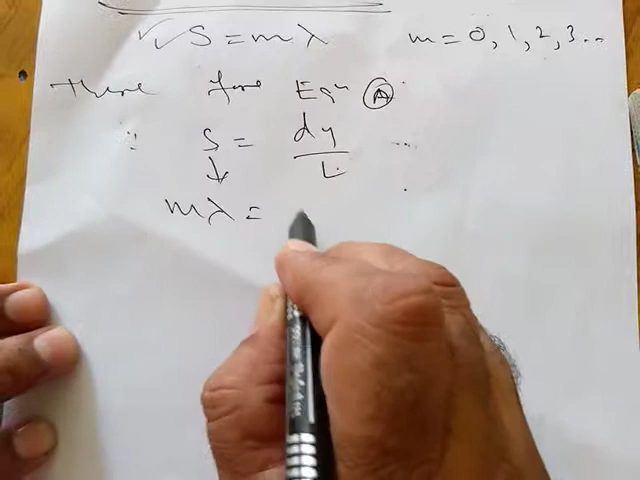 ✓✓ S = mλ m = 0, 1, 2, 3...
There fore Eqn Ⓐ
∴ S = dy/L ...
↓
mλ =